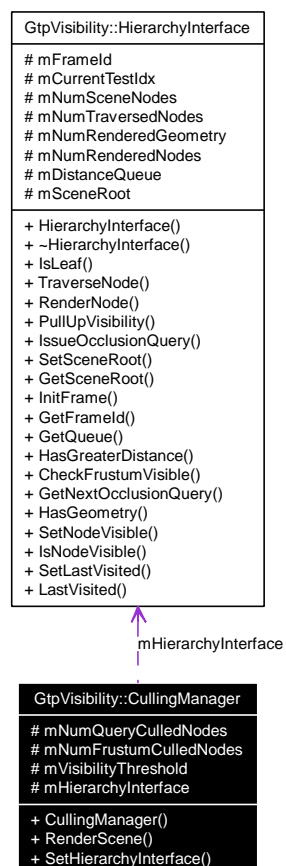 GtpVisibility::HierarchyInterface
# mFrameId
# mCurrentTestIdx
# mNumSceneNodes
# mNumTraversedNodes
# mNumRenderedGeometry
# mNumRenderedNodes
# mDistanceQueue
# mSceneRoot
+ HierarchyInterface()
+ ~HierarchyInterface()
+ IsLeaf()
+ TraverseNode()
+ RenderNode()
+ PullUpVisibility()
+ IssueOcclusionQuery()
+ SetSceneRoot()
+ GetSceneRoot()
+ InitFrame()
+ GetFrameId()
+ GetQueue()
+ HasGreaterDistance()
+ CheckFrustumVisible()
+ GetNextOcclusionQuery()
+ HasGeometry()
+ SetNodeVisible()
+ IsNodeVisible()
+ SetLastVisited()
+ LastVisited()
mHierarchyInterface
GtpVisibility::CullingManager
# mNumQueryCulledNodes
# mNumFrustumCulledNodes
# mVisibilityThreshold
# mHierarchyInterface
+ CullingManager()
+ RenderScene()
+ SetHierarchyInterface()